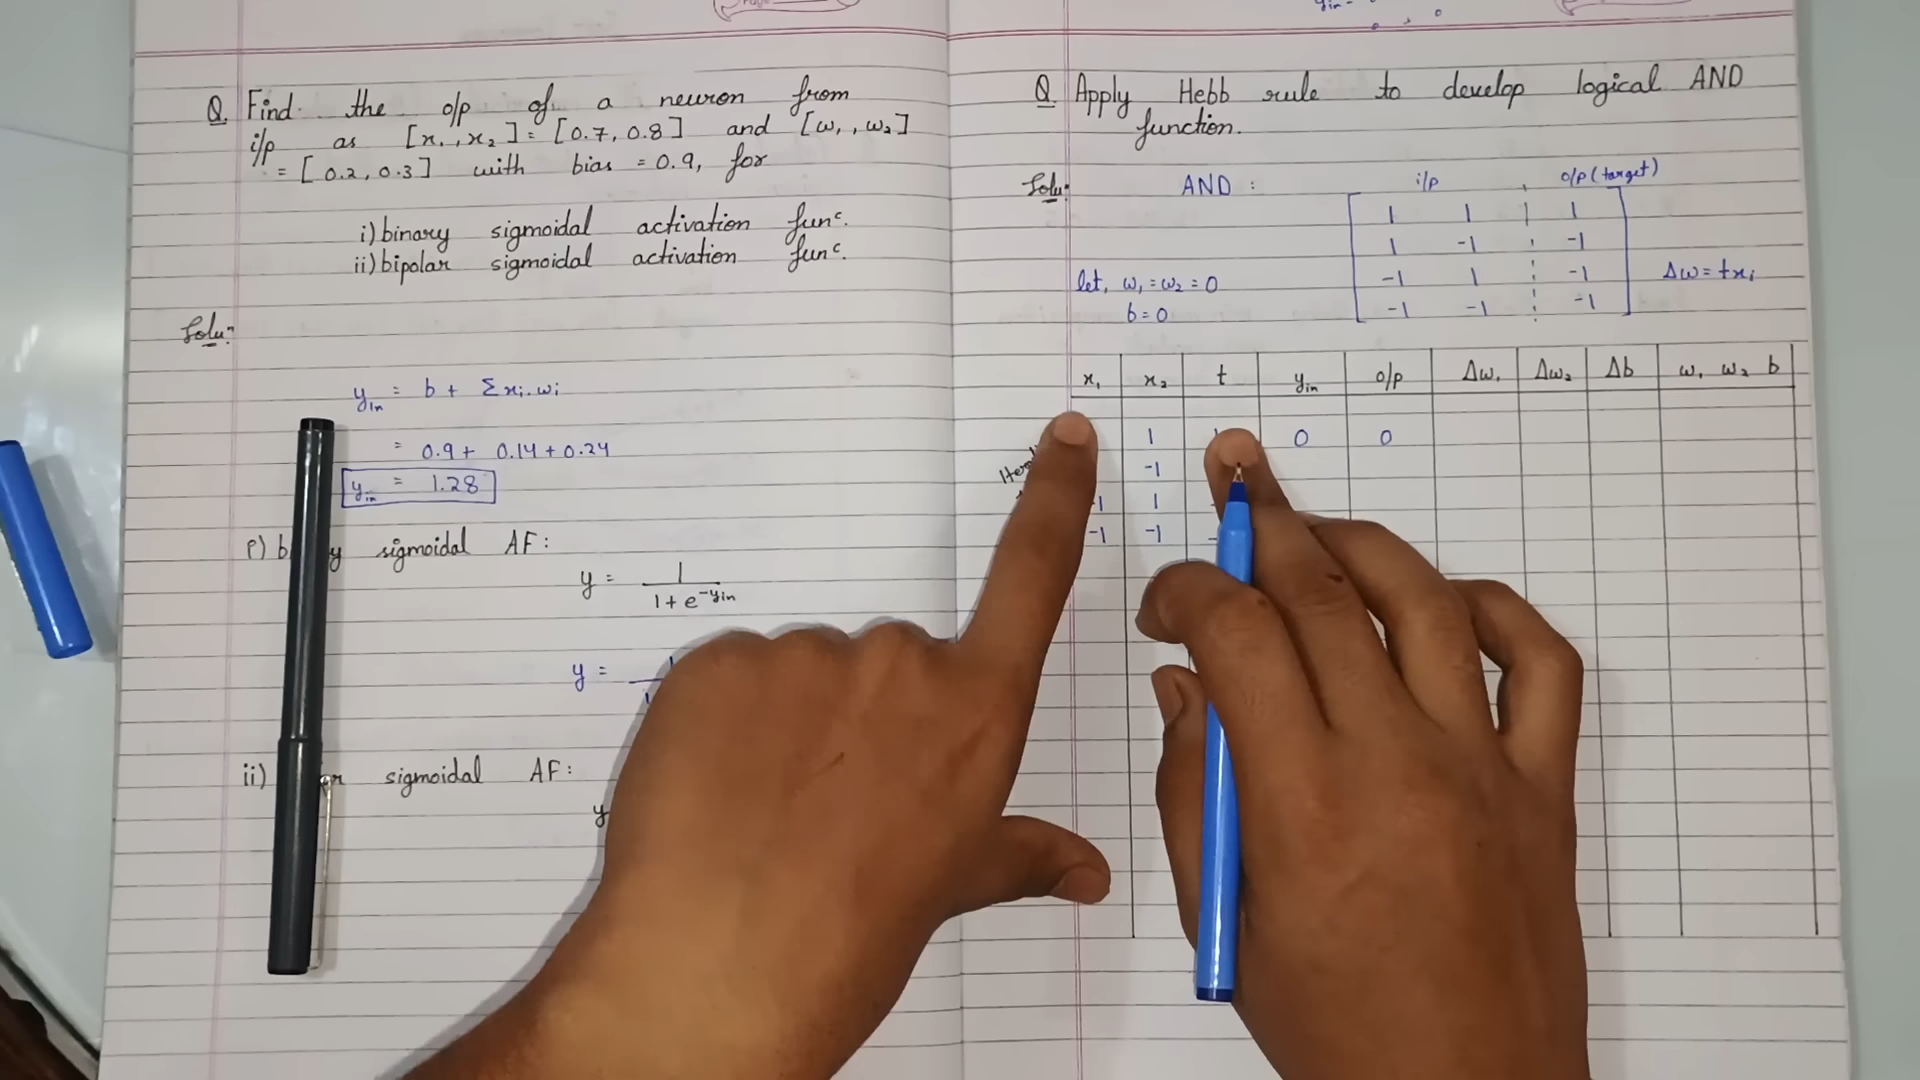 Q. Find the o/p of a neuron from
i/p as [x₁, x₂] = [0.7, 0.8] and [w₁, w₂]
= [0.2, 0.3] with bias = 0.9, for
i) binary sigmoidal activation funᶜ.
ii) bipolar sigmoidal activation funᶜ.
Solu:
yin = b + Σxi.wi
= 0.9 + 0.14 + 0.24
yin = 1.28
sigmoidal AF:
y = 1 / 1 + e^-yin
y =
ii) sigmoidal AF:
y
yin =
Q. Apply Hebb rule to develop logical AND
function.
Solu:
AND : i/p o/p (target)
1 1 1
1 -1 -1
-1 1 -1
-1 -1 -1
Δw = txi
let, w₁ = w₂ = 0
b = 0
x₁ x₂ t yin o/p Δw₁ Δw₂ Δb w₁ w₂ b
1 0 0
-1
-1 1
-1 -1